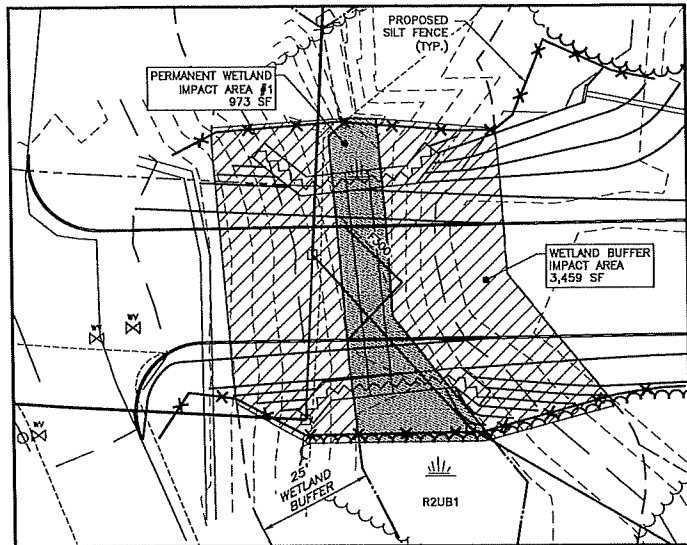 PROPOSED
SILT FENCE
(TYP.)
PERMANENT WETLAND
IMPACT AREA #1
973 SF
WETLAND BUFFER
IMPACT AREA
3,459 SF
WV
WV
WV
25'
WETLAND
BUFFER
R2UB1